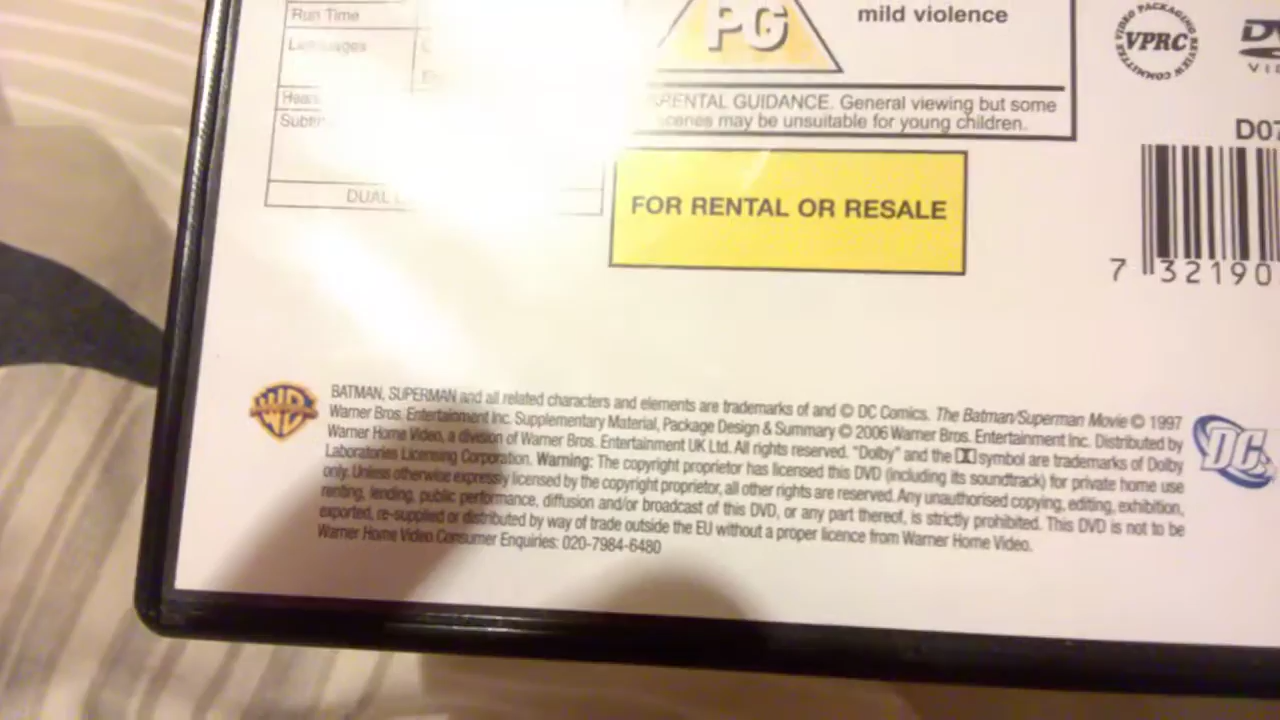 Run Time
mild violence
PG
Languages
VIDEO PACKAGING REVIEW COMMITTEE
VPRC
Hear
PARENTAL GUIDANCE. General viewing but some
scenes may be unsuitable for young children.
DUAL
FOR RENTAL OR RESALE
D07
7 32190
BATMAN, SUPERMAN and all related characters and elements are trademarks of and © DC Comics. The Batman/Superman Movie © 1997
Warner Bros. Entertainment Inc. Supplementary Material, Package Design & Summary © 2006 Warner Bros. Entertainment Inc. Distributed by
Warner Home Video, a division of Warner Bros. Entertainment UK Ltd. All rights reserved. "Dolby" and the symbol are trademarks of Dolby
Laboratories Licensing Corporation. Warning: The copyright proprietor has licensed this DVD (including its soundtrack) for private home use
only. Unless otherwise expressly licensed by the copyright proprietor, all other rights are reserved. Any unauthorised copying, editing, exhibition,
renting, lending, public performance, diffusion and/or broadcast of this DVD, or any part thereof, is strictly prohibited. This DVD is not to be
exported, re-supplied or distributed by way of trade outside the EU without a proper licence from Warner Home Video.
Warner Home Video Consumer Enquiries: 020-7984-6480
WB
DC